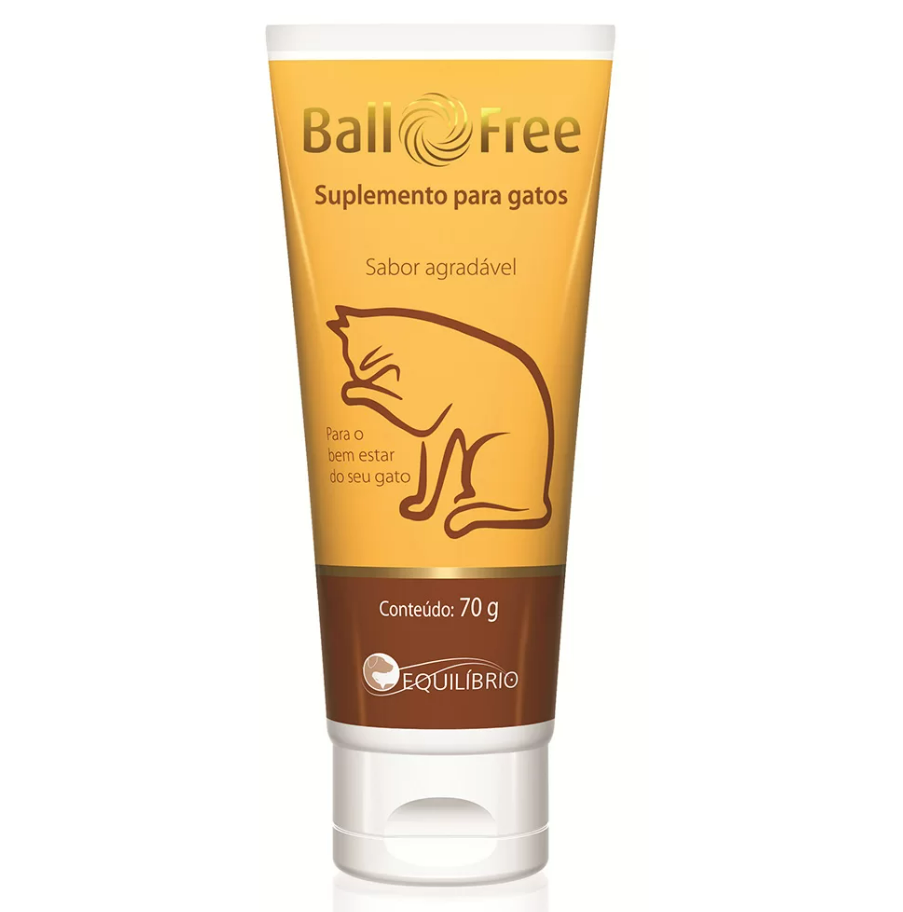 Ball Free
Suplemento para gatos
Sabor agradável
Para o
bem estar
do seu gato
Conteúdo: 70 g
EQUILÍBRIO